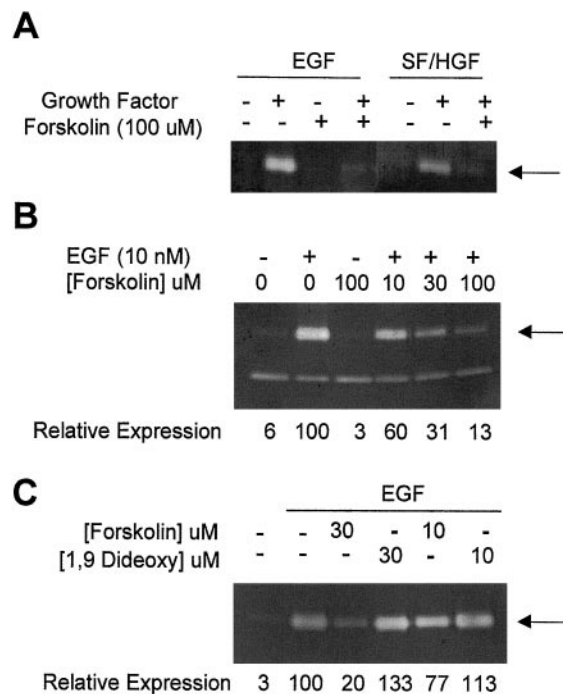 A
EGF SF/HGF
Growth Factor - + - + - + +
Forskolin (100 uM) - - + + - - +
B
EGF (10 nM) - + - + + +
[Forskolin] uM 0 0 100 10 30 100
Relative Expression 6 100 3 60 31 13
C
EGF
[Forskolin] uM - - 30 - 10 -
[1,9 Dideoxy] uM - - - 30 - 10
Relative Expression 3 100 20 133 77 113